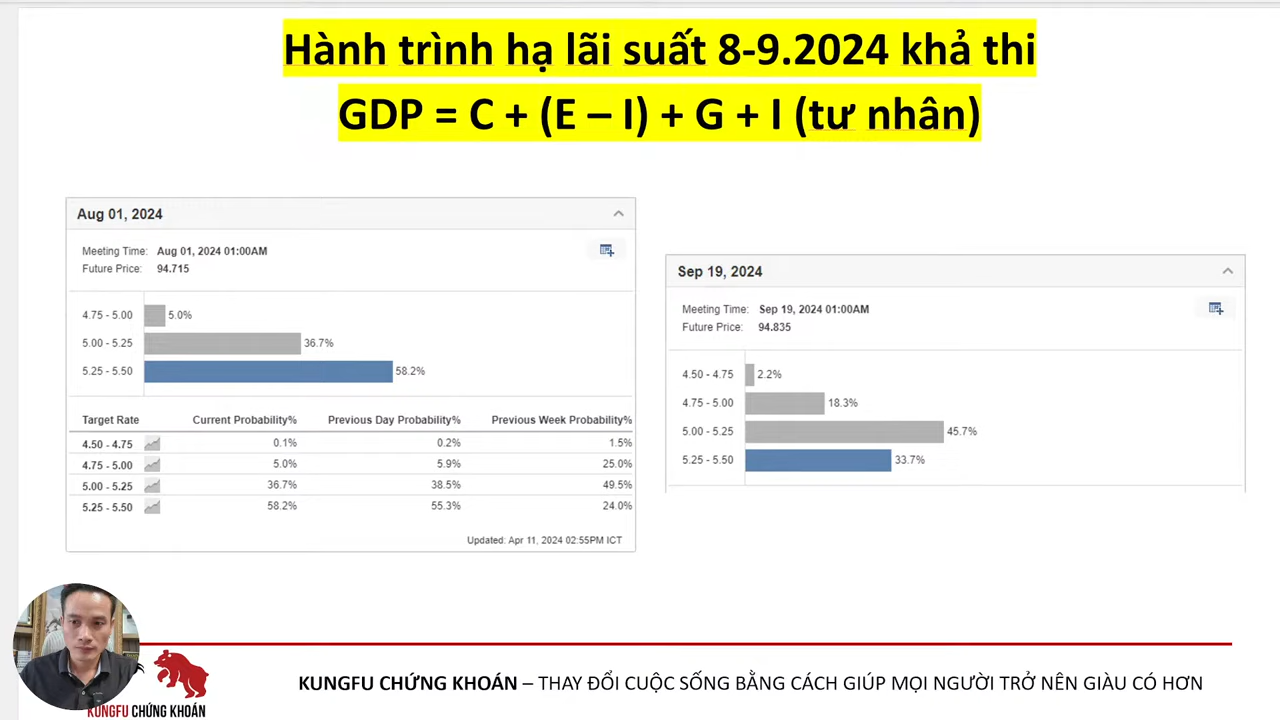 Hành trình hạ lãi suất 8-9.2024 khả thi
GDP = C + (E – I) + G + I (tư nhân)
Aug 01, 2024
Meeting Time: Aug 01, 2024 01:00AM
Future Price: 94.715
4.75 - 5.00 5.0%
5.00 - 5.25 36.7%
5.25 - 5.50 58.2%
Target Rate Current Probability% Previous Day Probability% Previous Week Probability%
4.50 - 4.75 0.1% 0.2% 1.5%
4.75 - 5.00 5.0% 5.9% 25.0%
5.00 - 5.25 36.7% 38.5% 49.5%
5.25 - 5.50 58.2% 55.3% 24.0%
Updated: Apr 11, 2024 02:55PM ICT
Sep 19, 2024
Meeting Time: Sep 19, 2024 01:00AM
Future Price: 94.835
4.50 - 4.75 2.2%
4.75 - 5.00 18.3%
5.00 - 5.25 45.7%
5.25 - 5.50 33.7%
KUNGFU CHỨNG KHOÁN
KUNGFU CHỨNG KHOÁN – THAY ĐỔI CUỘC SỐNG BẰNG CÁCH GIÚP MỌI NGƯỜI TRỞ NÊN GIÀU CÓ HƠN